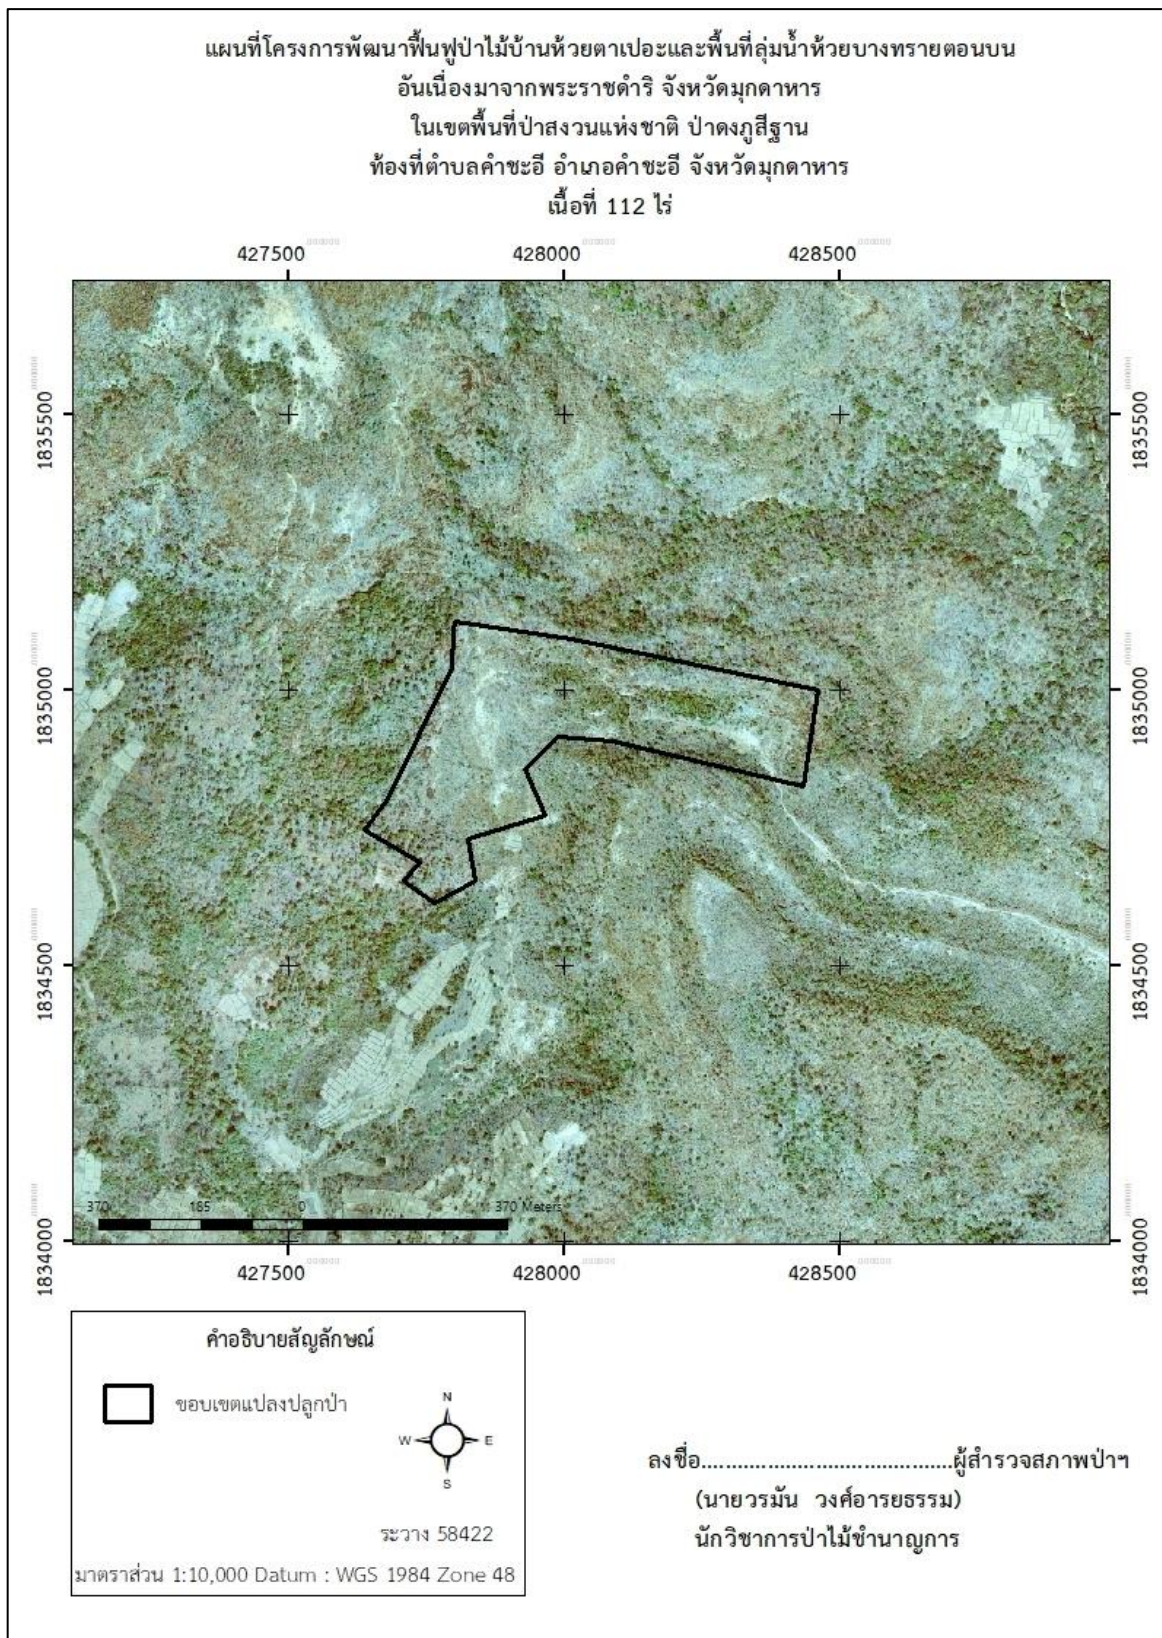 แผนที่โครงการพัฒนาฟื้นฟูป่าไม้บ้านห้วยตาเปอะและพื้นที่ลุ่มน้ำห้วยบางทรายตอนบน
อันเนื่องมาจากพระราชดำริ จังหวัดมุกดาหาร
ในเขตพื้นที่ป่าสงวนแห่งชาติ ป่าดงภูสีฐาน
ท้องที่ตำบลคำชะอี อำเภอคำชะอี จังหวัดมุกดาหาร
เนื้อที่ 112 ไร่
427500 428000 428500
1835500 1835500
1835000 1835000
1834500 1834500
370 185 0 370 Meters
1834000 1834000
427500 428000 428500
คำอธิบายสัญลักษณ์
ขอบเขตแปลงปลูกป่า
N
W E
S
ระวาง 58422
มาตราส่วน 1:10,000 Datum : WGS 1984 Zone 48
ลงชื่อ..........................................ผู้สำรวจสภาพป่าฯ
(นายวรมัน วงศ์อารยธรรม)
นักวิชาการป่าไม้ชำนาญการ